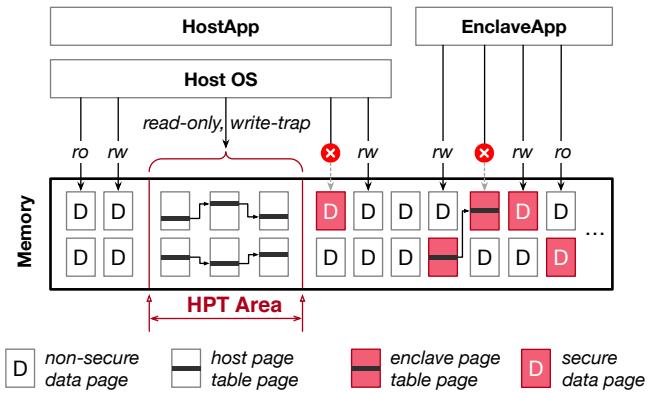 HostApp
EnclaveApp
Host OS
read-only, write-trap
ro rw rw rw rw ro
Memory
D D D D D D D D
D D D D D D D D ...
HPT Area
D non-secure data page
host page table page
enclave page table page
D secure data page